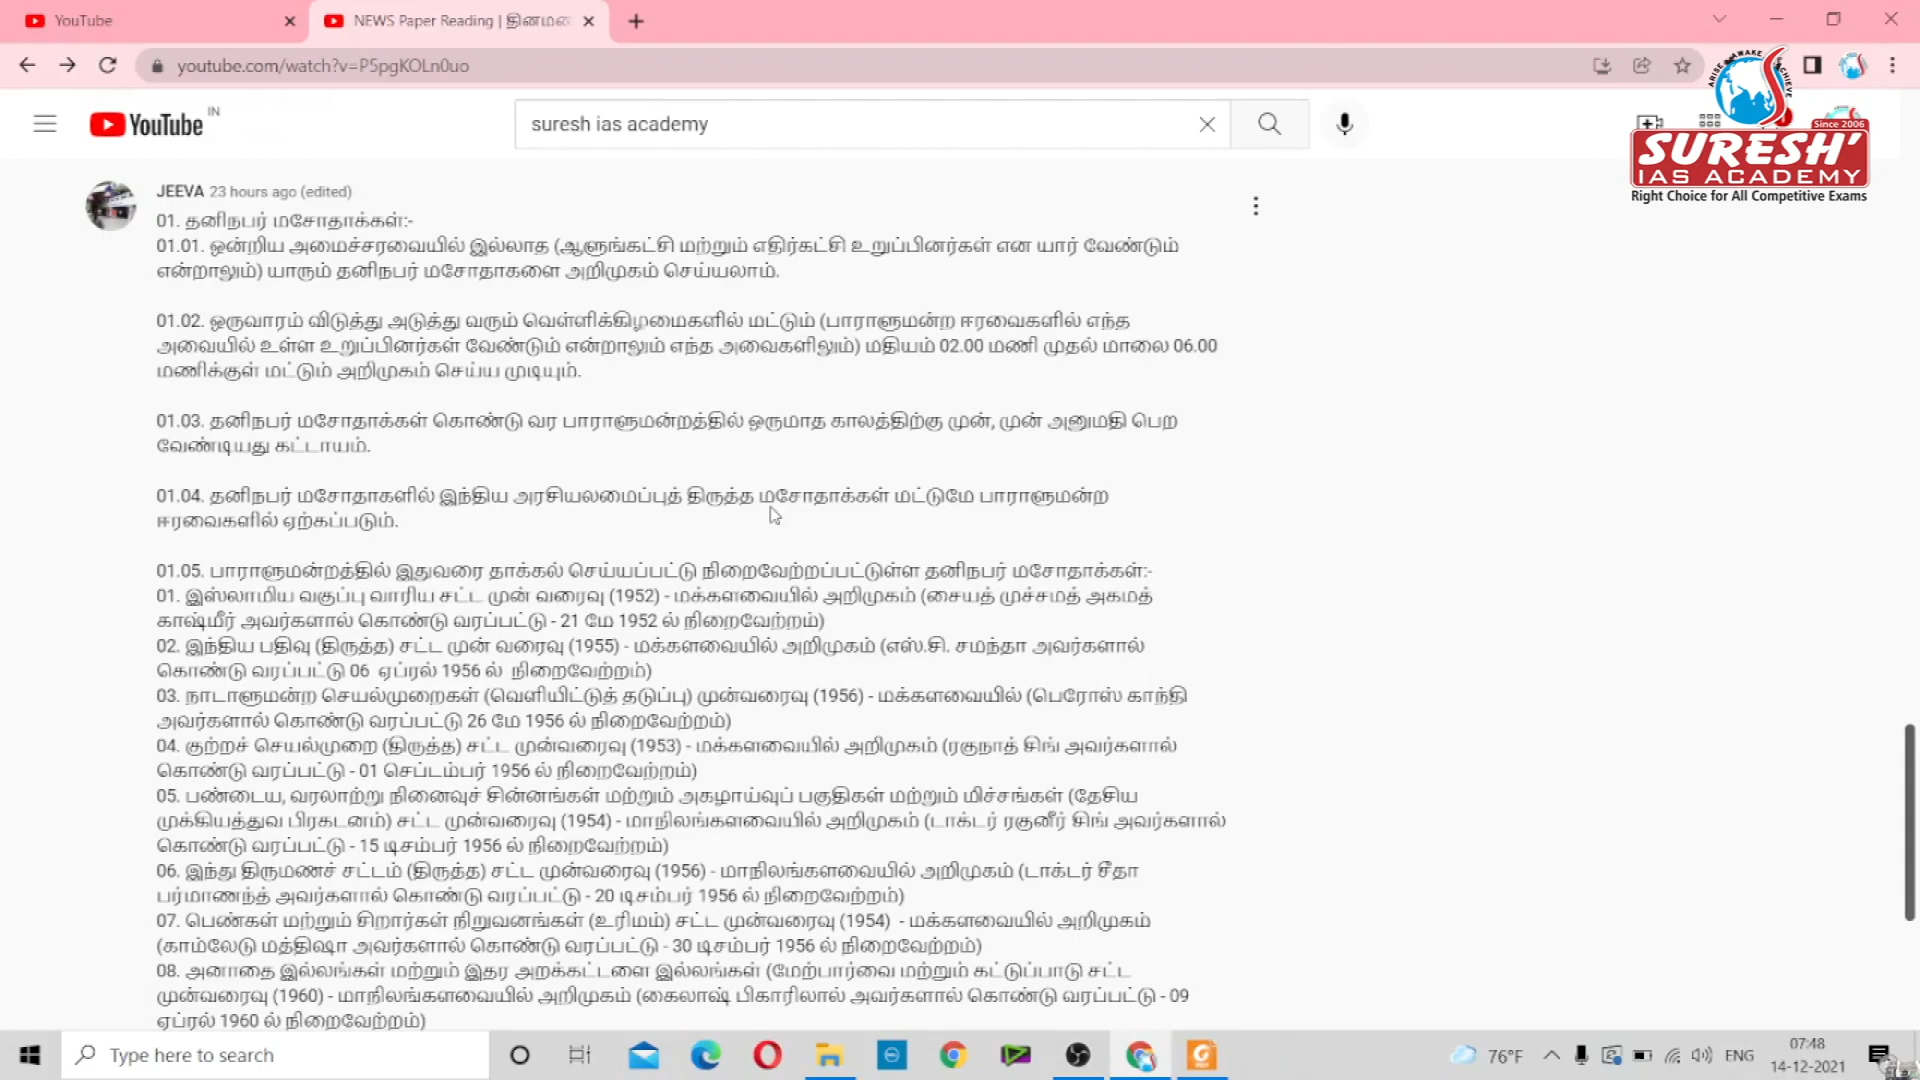 YouTube
NEWS Paper Reading | தினமணி
youtube.com/watch?v=P5pgKOLn0uo
YouTube IN
suresh ias academy
ARISE AWAKE ACHIEVE
Since 2006
SURESH'
IAS ACADEMY
Right Choice for All Competitive Exams
JEEVA 23 hours ago (edited)
01. தனிநபர் மசோதாக்கள்:-
01.01. ஒன்றிய அமைச்சரவையில் இல்லாத (ஆளுங்கட்சி மற்றும் எதிர்கட்சி உறுப்பினர்கள் என யார் வேண்டும்
என்றாலும்) யாரும் தனிநபர் மசோதாகளை அறிமுகம் செய்யலாம்.
01.02. ஒருவாரம் விடுத்து அடுத்து வரும் வெள்ளிக்கிழமைகளில் மட்டும் (பாராளுமன்ற ஈரவைகளில் எந்த
அவையில் உள்ள உறுப்பினர்கள் வேண்டும் என்றாலும் எந்த அவைகளிலும்) மதியம் 02.00 மணி முதல் மாலை 06.00
மணிக்குள் மட்டும் அறிமுகம் செய்ய முடியும்.
01.03. தனிநபர் மசோதாக்கள் கொண்டு வர பாராளுமன்றத்தில் ஒருமாத காலத்திற்கு முன், முன் அனுமதி பெற
வேண்டியது கட்டாயம்.
01.04. தனிநபர் மசோதாகளில் இந்திய அரசியலமைப்புத் திருத்த மசோதாக்கள் மட்டுமே பாராளுமன்ற
ஈரவைகளில் ஏற்கப்படும்.
01.05. பாராளுமன்றத்தில் இதுவரை தாக்கல் செய்யப்பட்டு நிறைவேற்றப்பட்டுள்ள தனிநபர் மசோதாக்கள்:-
01. இஸ்லாமிய வகுப்பு வாரிய சட்ட முன் வரைவு (1952) - மக்களவையில் அறிமுகம் (சையத் முச்சமத் அகமத்
காஷ்மீர் அவர்களால் கொண்டு வரப்பட்டு - 21 மே 1952 ல் நிறைவேற்றம்)
02. இந்திய பதிவு (திருத்த) சட்ட முன் வரைவு (1955) - மக்களவையில் அறிமுகம் (எஸ்.சி. சமந்தா அவர்களால்
கொண்டு வரப்பட்டு 06 ஏப்ரல் 1956 ல் நிறைவேற்றம்)
03. நாடாளுமன்ற செயல்முறைகள் (வெளியிட்டுத் தடுப்பு) முன்வரைவு (1956) - மக்களவையில் (பெரோஸ் காந்தி
அவர்களால் கொண்டு வரப்பட்டு 26 மே 1956 ல் நிறைவேற்றம்)
04. குற்றச் செயல்முறை (திருத்த) சட்ட முன்வரைவு (1953) - மக்களவையில் அறிமுகம் (ரகுநாத் சிங் அவர்களால்
கொண்டு வரப்பட்டு - 01 செப்டம்பர் 1956 ல் நிறைவேற்றம்)
05. பண்டைய, வரலாற்று நினைவுச் சின்னங்கள் மற்றும் அகழாய்வுப் பகுதிகள் மற்றும் மிச்சங்கள் (தேசிய
முக்கியத்துவ பிரகடனம்) சட்ட முன்வரைவு (1954) - மாநிலங்களவையில் அறிமுகம் (டாக்டர் ரகுனீர் சிங் அவர்களால்
கொண்டு வரப்பட்டு - 15 டிசம்பர் 1956 ல் நிறைவேற்றம்)
06. இந்து திருமணச் சட்டம் (திருத்த) சட்ட முன்வரைவு (1956) - மாநிலங்களவையில் அறிமுகம் (டாக்டர் சீதா
பர்மாணந்த் அவர்களால் கொண்டு வரப்பட்டு - 20 டிசம்பர் 1956 ல் நிறைவேற்றம்)
07. பெண்கள் மற்றும் சிறார்கள் நிறுவனங்கள் (உரிமம்) சட்ட முன்வரைவு (1954) - மக்களவையில் அறிமுகம்
(காம்லேடு மத்திஷா அவர்களால் கொண்டு வரப்பட்டு - 30 டிசம்பர் 1956 ல் நிறைவேற்றம்)
08. அனாதை இல்லங்கள் மற்றும் இதர அறக்கட்டளை இல்லங்கள் (மேற்பார்வை மற்றும் கட்டுப்பாடு சட்ட
முன்வரைவு (1960) - மாநிலங்களவையில் அறிமுகம் (கைலாஷ் பிகாரிலால் அவர்களால் கொண்டு வரப்பட்டு - 09
ஏப்ரல் 1960 ல் நிறைவேற்றம்)
Type here to search
76°F
ENG
07:48
14-12-2021